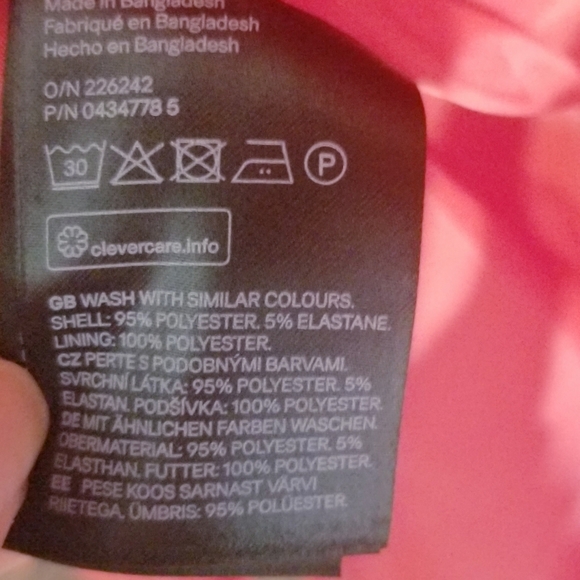 Made in Bangladesh
Fabriqué en Bangladesh
Hecho en Bangladesh
O/N 226242
P/N 0434778 5
30
P
clevercare.info
GB WASH WITH SIMILAR COLOURS.
SHELL: 95% POLYESTER. 5% ELASTANE.
LINING: 100% POLYESTER.
CZ PERTE S PODOBNÝMI BARVAMI.
SVRCHNÍ LÁTKA: 95% POLYESTER. 5%
ELASTAN. PODŠÍVKA: 100% POLYESTER.
DE MIT ÄHNLICHEN FARBEN WASCHEN.
OBERMATERIAL: 95% POLYESTER. 5%
ELASTHAN. FUTTER: 100% POLYESTER.
EE PESE KOOS SARNAST VÄRVI
RIIETEGA. ÜMBRIS: 95% POLÜESTER.